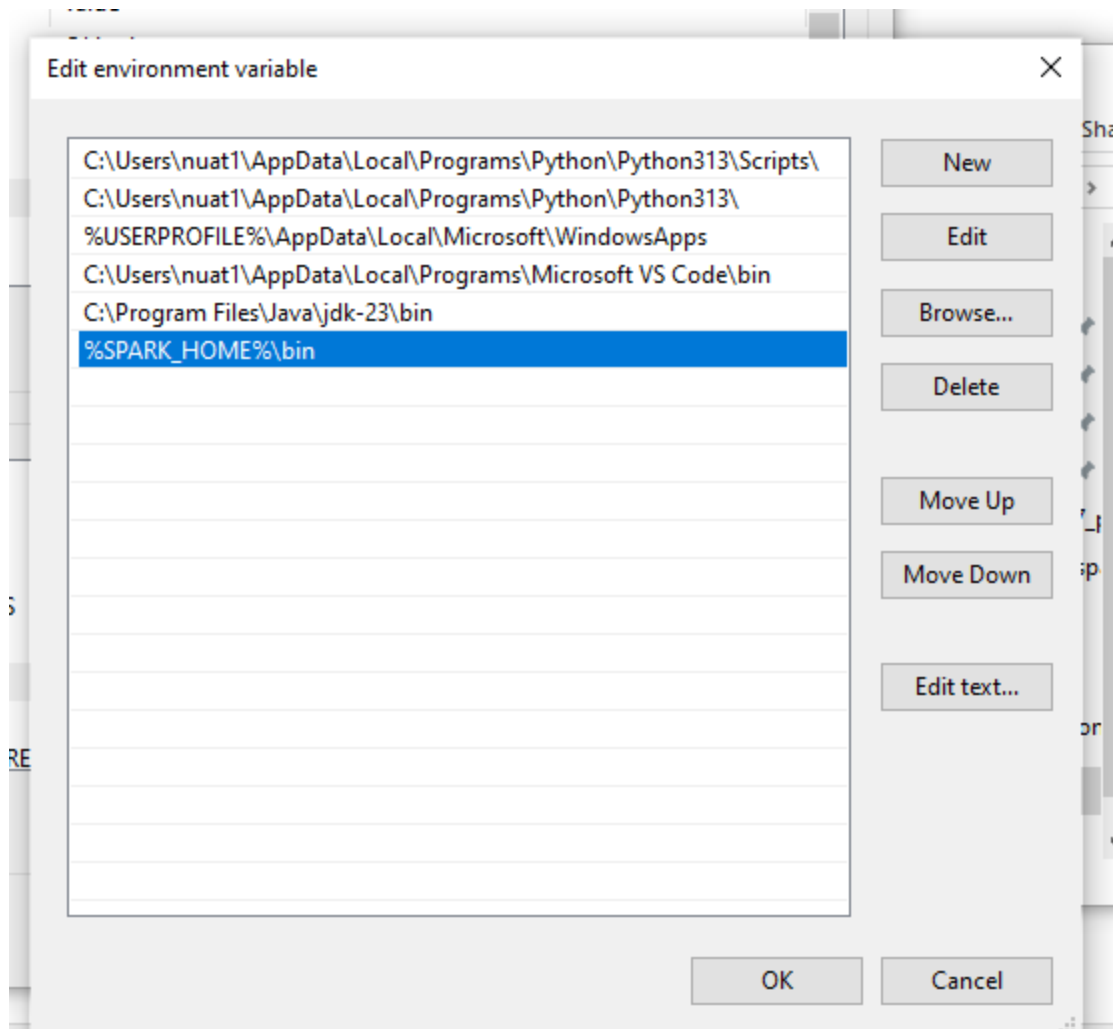 Edit environment variable
C:\Users\nuat1\AppData\Local\Programs\Python\Python313\Scripts\
C:\Users\nuat1\AppData\Local\Programs\Python\Python313\
%USERPROFILE%\AppData\Local\Microsoft\WindowsApps
C:\Users\nuat1\AppData\Local\Programs\Microsoft VS Code\bin
C:\Program Files\Java\jdk-23\bin
%SPARK_HOME%\bin
New
Edit
Browse...
Delete
Move Up
Move Down
Edit text...
OK
Cancel
Sha
RE